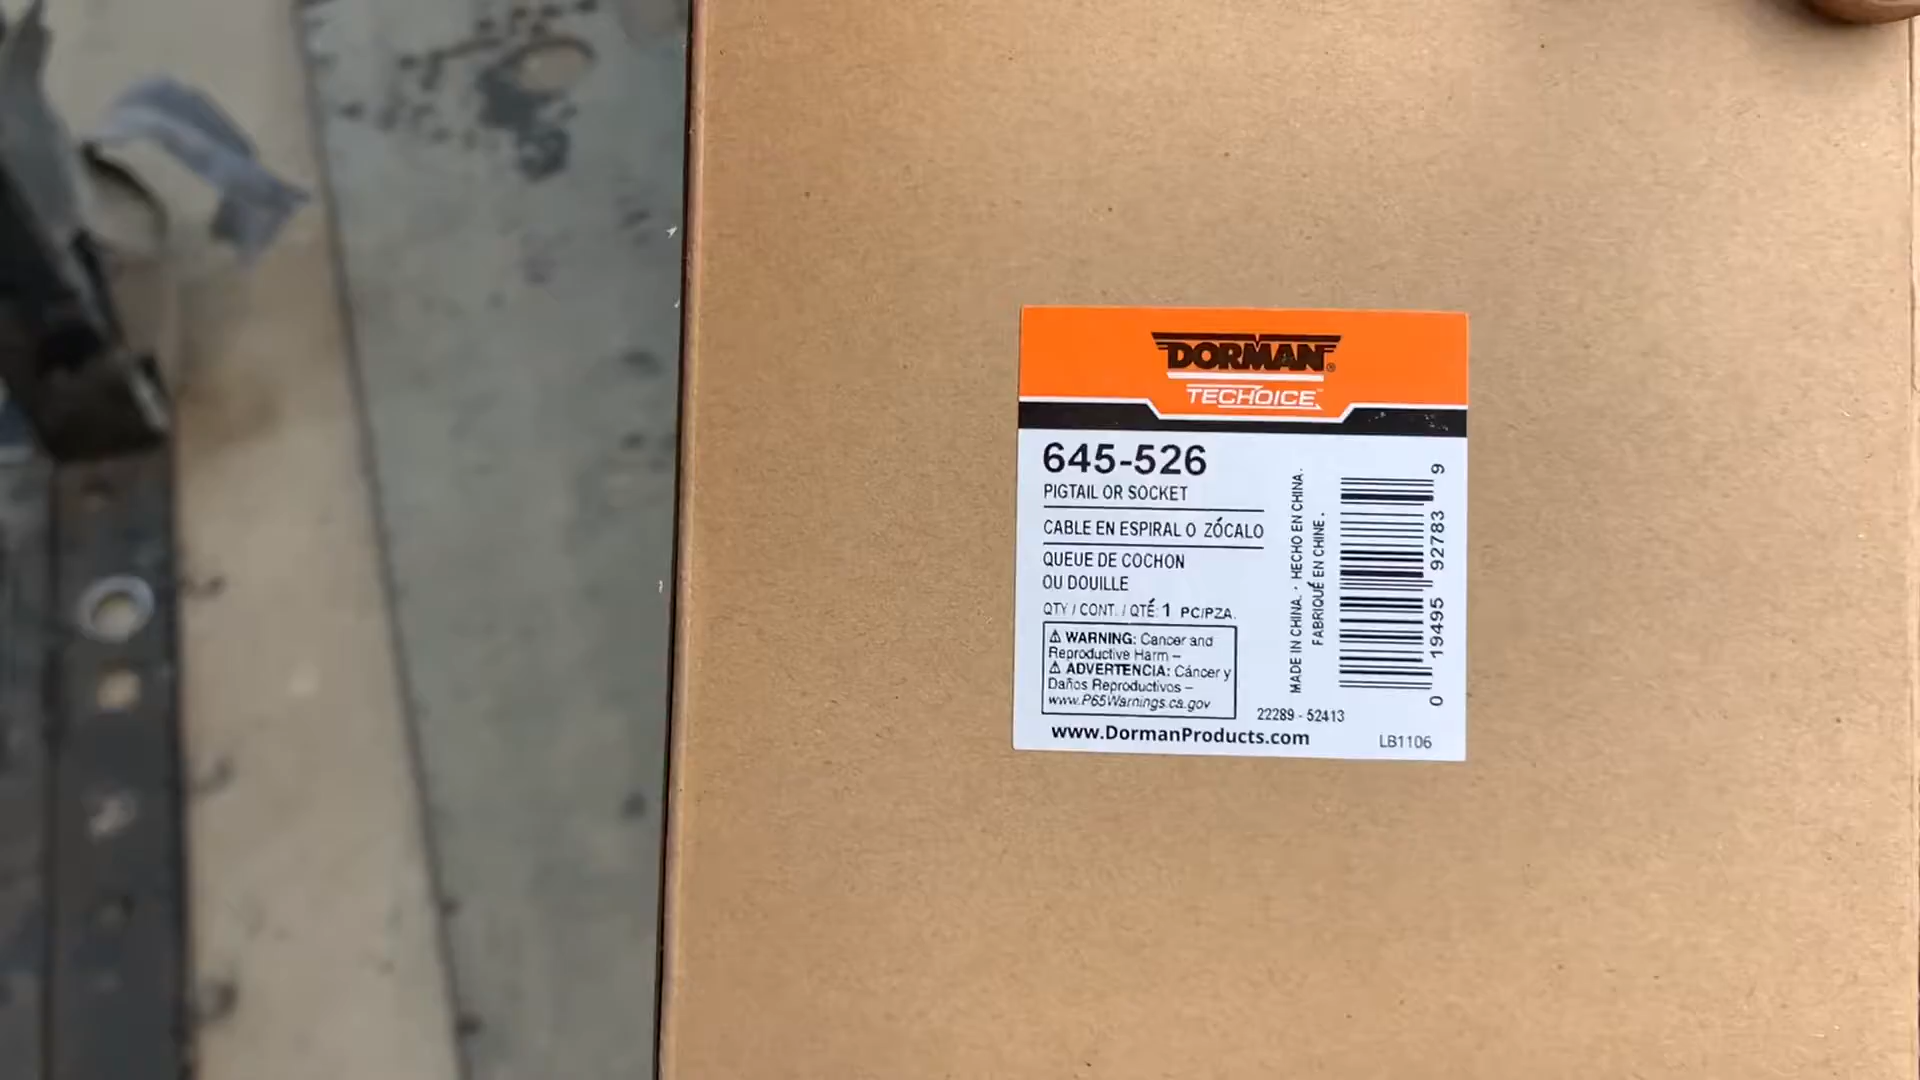 DORMAN®
TECHOICE™
645-526
PIGTAIL OR SOCKET
CABLE EN ESPIRAL O ZÓCALO
QUEUE DE COCHON
OU DOUILLE
QTY / CONT. / QTÉ: 1 PC/PZA.
⚠ WARNING: Cancer and
Reproductive Harm –
⚠ ADVERTENCIA: Cáncer y
Daños Reproductivos –
www.P65Warnings.ca.gov
MADE IN CHINA. · HECHO EN CHINA.
FABRIQUÉ EN CHINE.
0 19495 92783 9
22289 - 52413
www.DormanProducts.com
LB1106